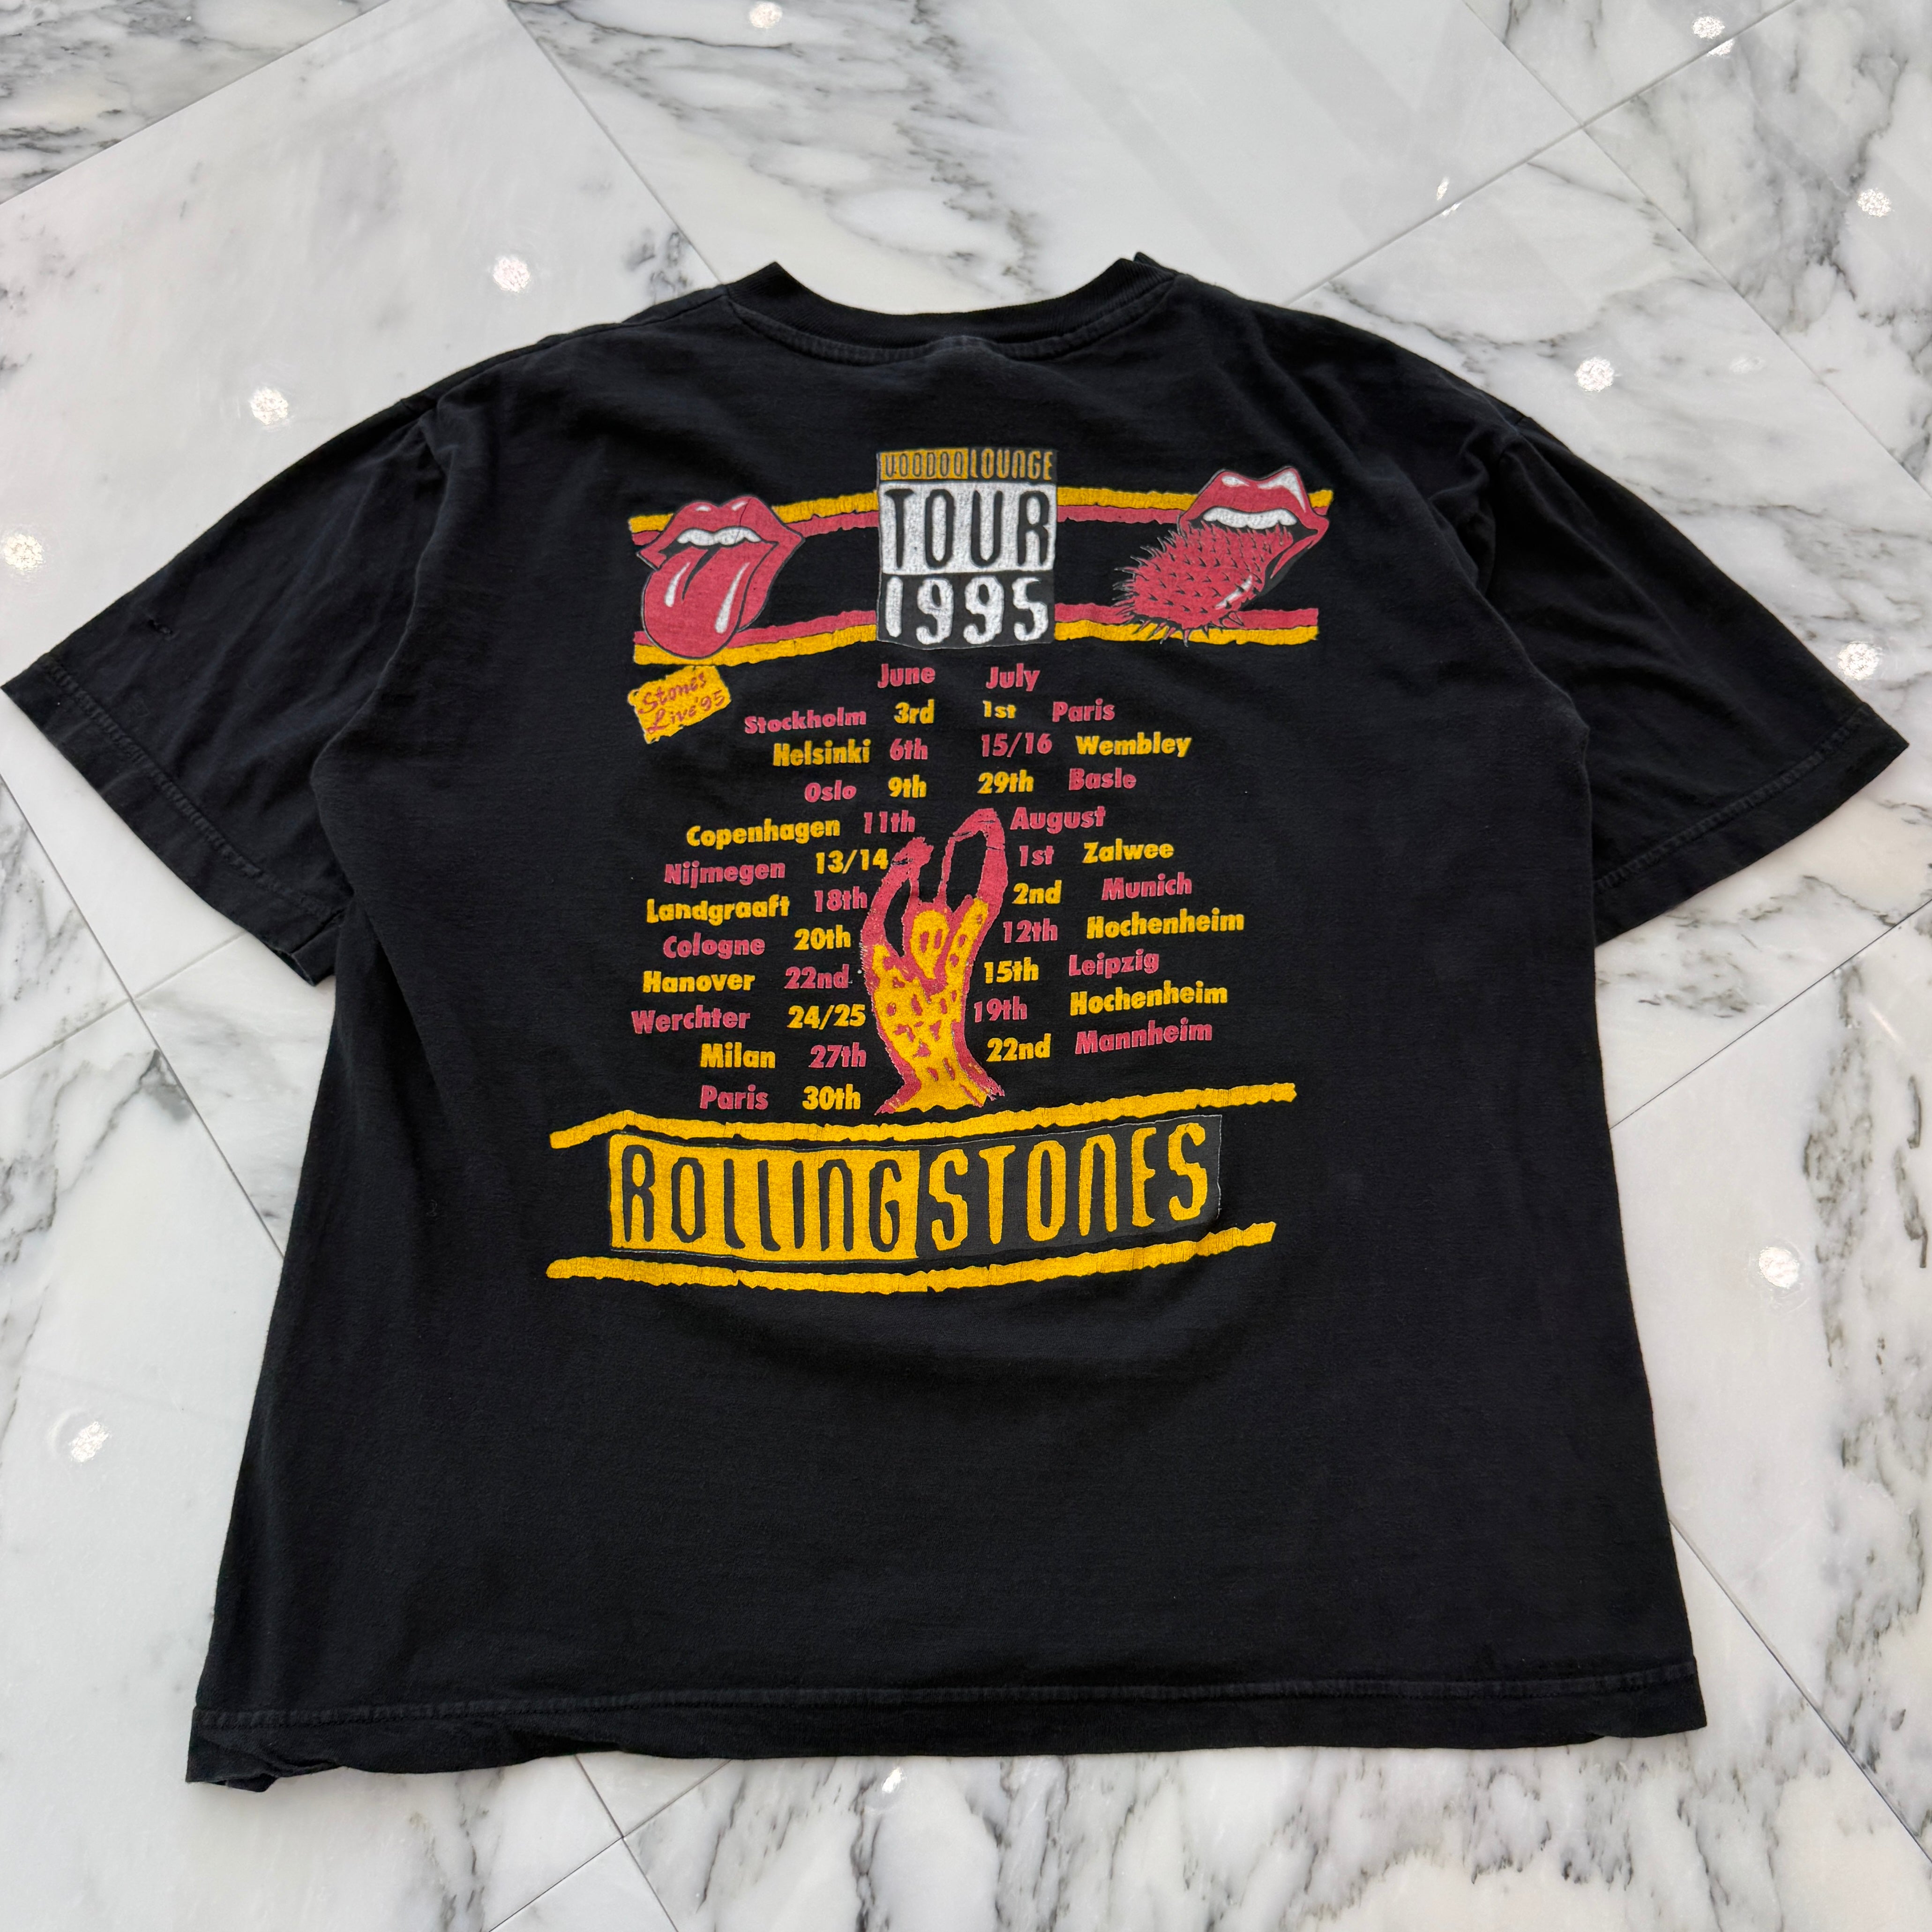 VOODOO LOUNGE
TOUR
1995
Stones
Live '95
June July
Stockholm 3rd 1st Paris
Helsinki 6th 15/16 Wembley
Oslo 9th 29th Basle
Copenhagen 11th August
Nijmegen 13/14 1st Zalwee
Landgraaft 18th 2nd Munich
Cologne 20th 12th Hochenheim
Hanover 22nd 15th Leipzig
Werchter 24/25 19th Hochenheim
Milan 27th 22nd Mannheim
Paris 30th
ROLLING STONES